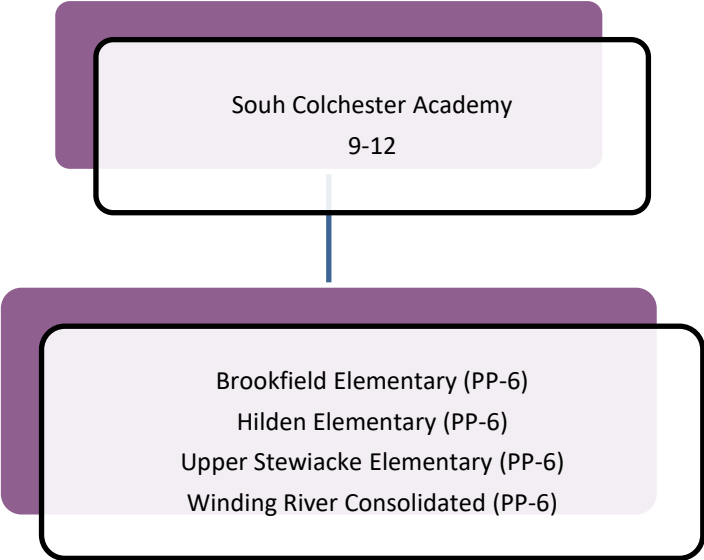 Souh Colchester Academy
9-12
Brookfield Elementary (PP-6)
Hilden Elementary (PP-6)
Upper Stewiacke Elementary (PP-6)
Winding River Consolidated (PP-6)